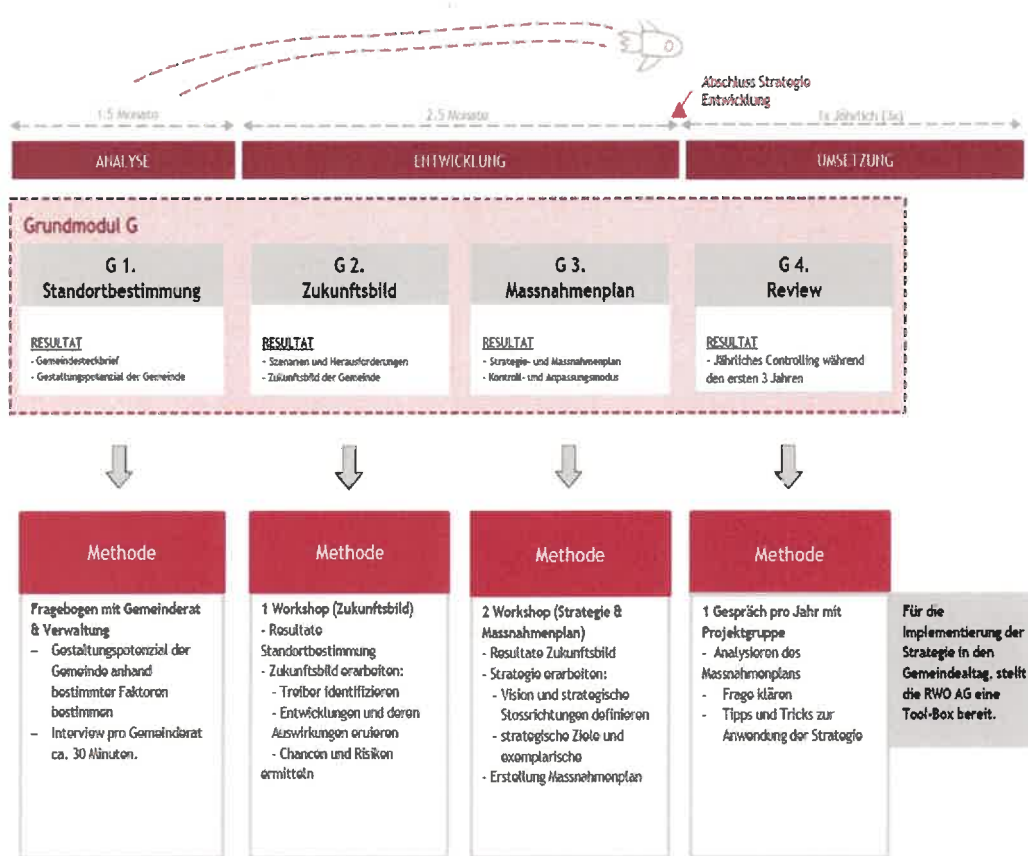 Abschluss Strategie
Entwicklung
1.5 Monate
2.5 Monate
1x Jährlich (3x)
ANALYSE
ENTWICKLUNG
UMSETZUNG
Grundmodul G
G 1.
Standortbestimmung
RESULTAT
- Gemeindesteckbrief
- Gestaltungspotenzial der Gemeinde
G 2.
Zukunftsbild
RESULTAT
- Szenarien und Herausforderungen
- Zukunftsbild der Gemeinde
G 3.
Massnahmenplan
RESULTAT
- Strategie- und Massnahmenplan
- Kontroll- und Anpassungsmodus
G 4.
Review
RESULTAT
- Jährliches Controlling während
den ersten 3 Jahren
Methode
Fragebogen mit Gemeinderat
& Verwaltung
– Gestaltungspotenzial der
Gemeinde anhand
bestimmter Faktoren
bestimmen
– Interview pro Gemeinderat
ca. 30 Minuten.
Methode
1 Workshop (Zukunftsbild)
- Resultate
Standortbestimmung
- Zukunftsbild erarbeiten:
- Treiber identifizieren
- Entwicklungen und deren
Auswirkungen eruieren
- Chancen und Risiken
ermitteln
Methode
2 Workshop (Strategie &
Massnahmenplan)
- Resultate Zukunftsbild
- Strategie erarbeiten:
- Vision und strategische
Stossrichtungen definieren
- strategische Ziele und
exemplarische
- Erstellung Massnahmenplan
Methode
1 Gespräch pro Jahr mit
Projektgruppe
- Analysieren des
Massnahmenplans
- Frage klären
- Tipps und Tricks zur
Anwendung der Strategie
Für die
Implementierung der
Strategie in den
Gemeindealtag, stellt
die RWO AG eine
Tool-Box bereit.